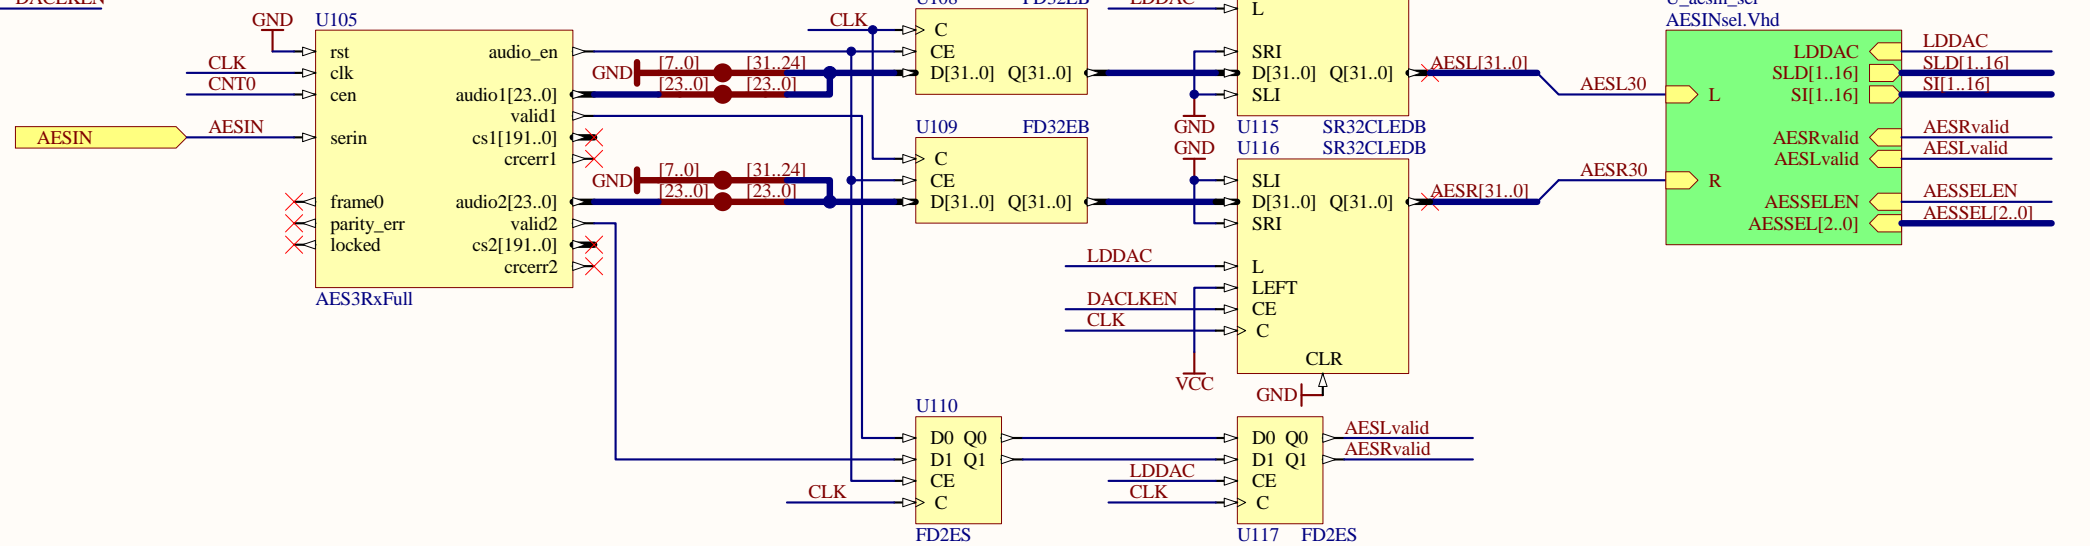 DACLKEN
GND
U105
rst
clk
cen
serin
frame0
parity_err
locked
audio_en
audio1[23..0]
valid1
cs1[191..0]
crcerr1
audio2[23..0]
valid2
cs2[191..0]
crcerr2
AES3RxFull
CLK
CNT0
AESIN
AESIN
GND
[7..0]
[31..24]
[23..0]
[23..0]
GND
[7..0]
[31..24]
[23..0]
[23..0]
CLK
U108
FD32EB
C
CE
D[31..0]
Q[31..0]
U109
FD32EB
C
CE
D[31..0]
Q[31..0]
LDDAC
L
SRI
D[31..0]
Q[31..0]
SLI
GND
U115
SR32CLEDB
GND
U116
SR32CLEDB
SLI
D[31..0]
Q[31..0]
SRI
LDDAC
L
LEFT
DACLKEN
CE
CLK
C
CLR
VCC
GND
AESL[31..0]
AESL30
AESR[31..0]
AESR30
U_aesin_sel
AESINsel.Vhd
L
R
LDDAC
SLD[1..16]
SI[1..16]
AESRvalid
AESLvalid
AESSELEN
AESSEL[2..0]
LDDAC
SLD[1..16]
SI[1..16]
AESRvalid
AESLvalid
AESSELEN
AESSEL[2..0]
U110
D0 Q0
D1 Q1
CE
CLK
C
FD2ES
D0 Q0
D1 Q1
LDDAC
CE
CLK
C
U117
FD2ES
AESLvalid
AESRvalid